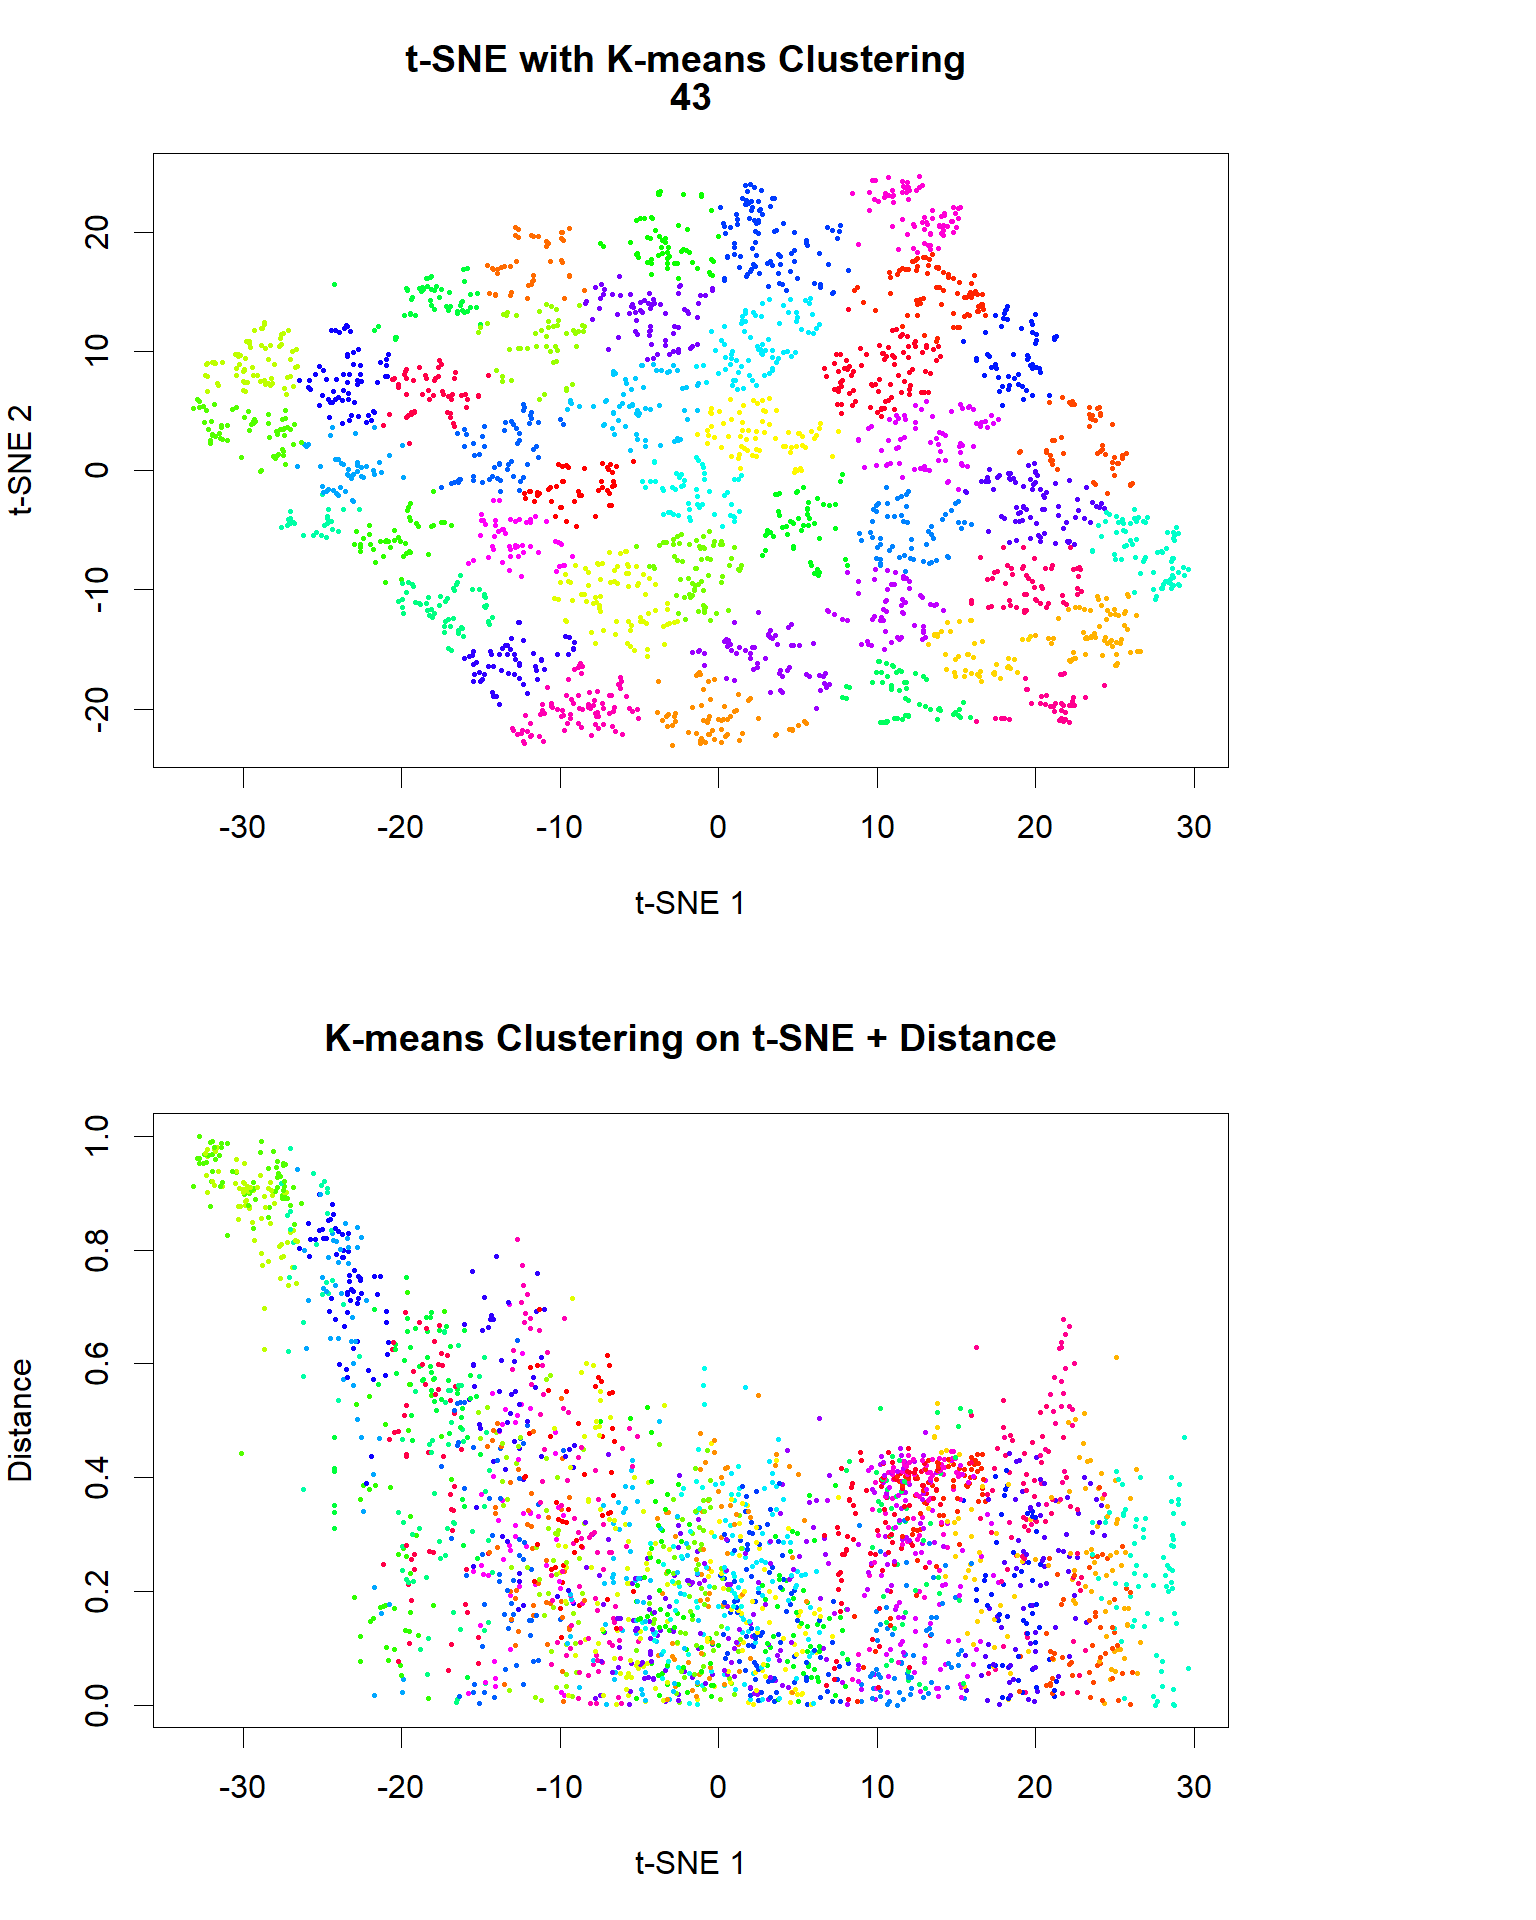 t-SNE with K-means Clustering
43
t-SNE 2
20
10
0
-10
-20
-30 -20 -10 0 10 20 30
t-SNE 1
K-means Clustering on t-SNE + Distance
Distance
1.0
0.8
0.6
0.4
0.2
0.0
-30 -20 -10 0 10 20 30
t-SNE 1